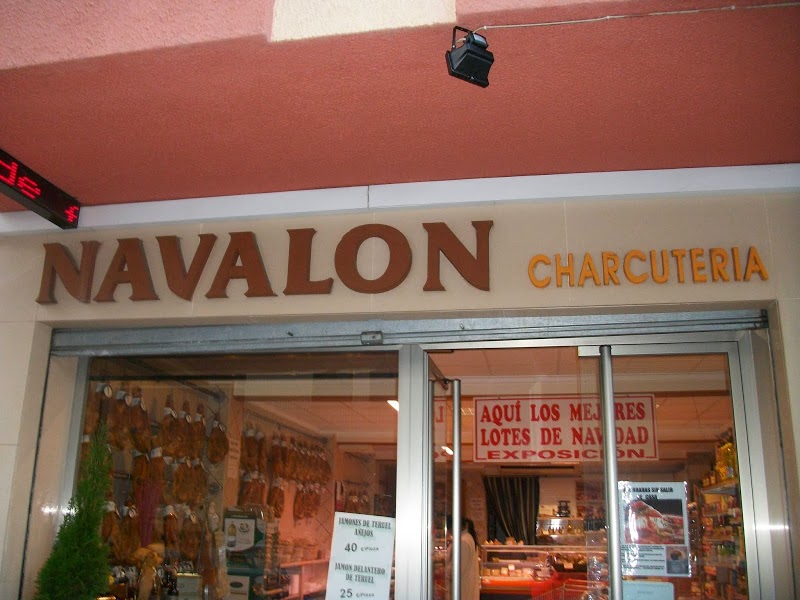 de
NAVALON CHARCUTERIA
AQUÍ LOS MEJORES
LOTES DE NAVIDAD
EXPOSICIÓN
JAMONES DE TERUEL
AÑEJOS
40
JAMON DELANTERO
DE TERUEL
25